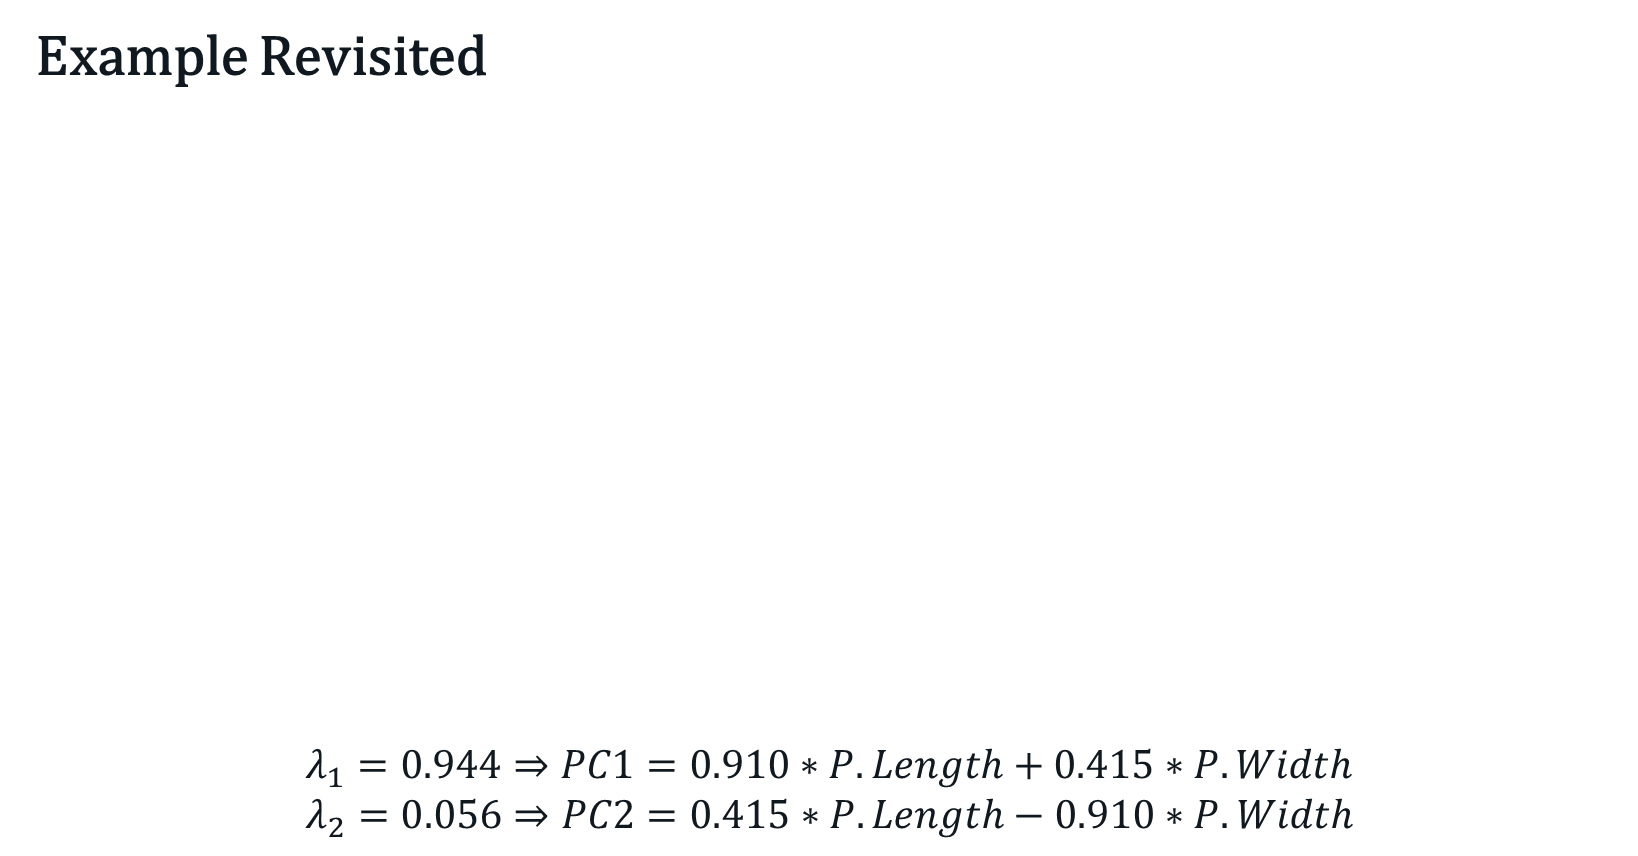 Example Revisited
λ₁ = 0.944 ⇒ PC1 = 0.910 ∗ P. Length + 0.415 ∗ P. Width
λ₂ = 0.056 ⇒ PC2 = 0.415 ∗ P. Length − 0.910 ∗ P. Width